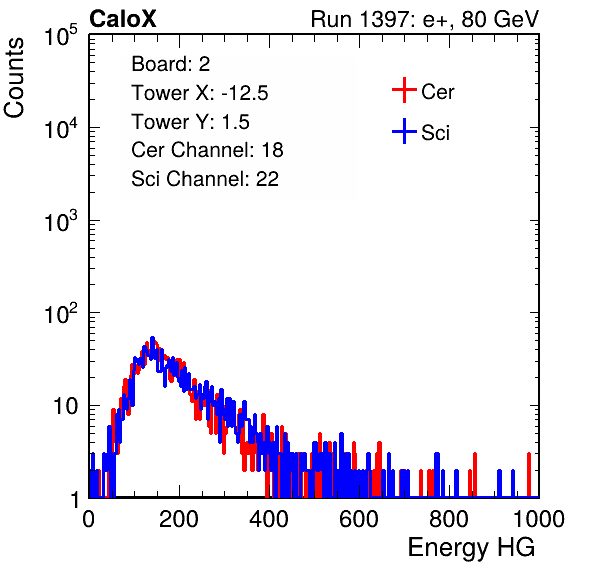 CaloX Run 1397: e+, 80 GeV
Counts
10^5
10^4
10^3
10^2
10
1
Board: 2
Tower X: -12.5
Tower Y: 1.5
Cer Channel: 18
Sci Channel: 22
Cer
Sci
0 200 400 600 800 1000
Energy HG